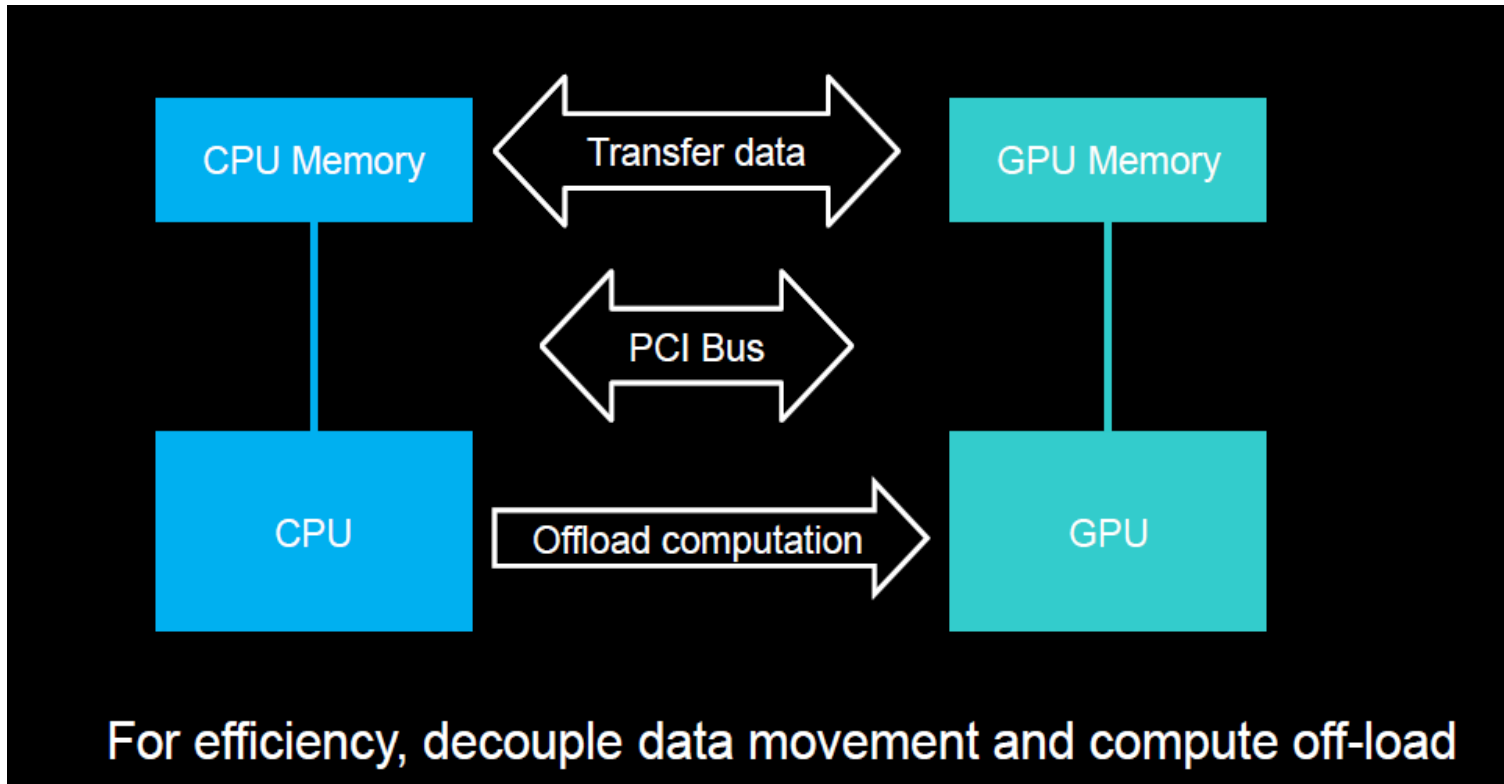 CPU Memory
Transfer data
GPU Memory
PCI Bus
CPU
Offload computation
GPU
For efficiency, decouple data movement and compute off-load